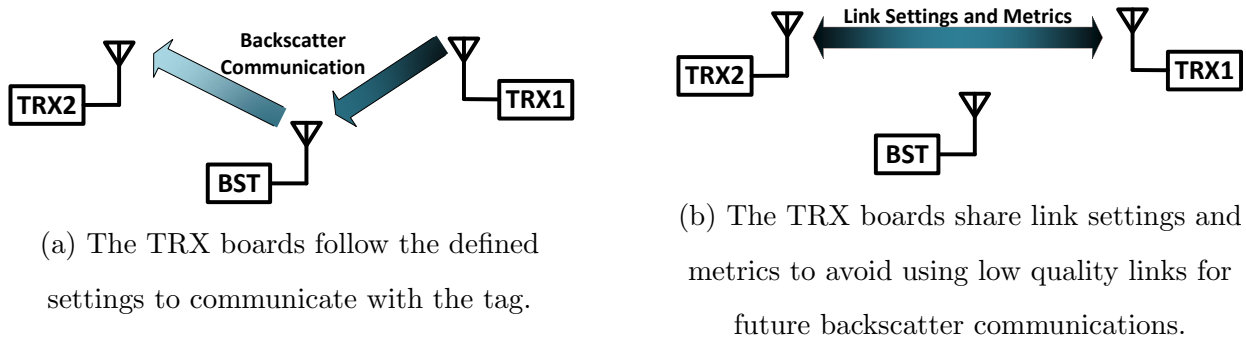 Backscatter
Communication
TRX2
TRX1
BST
(a) The TRX boards follow the defined
settings to communicate with the tag.
Link Settings and Metrics
TRX2
TRX1
BST
(b) The TRX boards share link settings and
metrics to avoid using low quality links for
future backscatter communications.